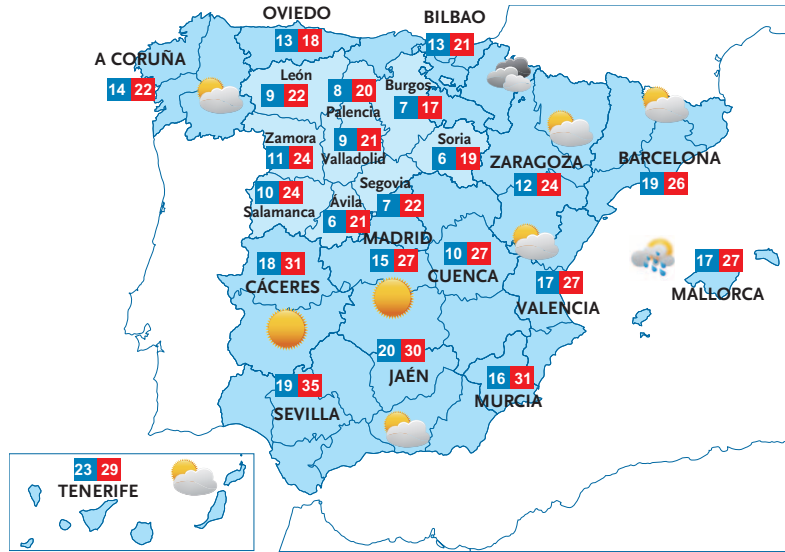 OVIEDO
13 18
BILBAO
13 21
A CORUÑA
14 22
León
9 22
8 20
Palencia
Burgos
7 17
Zamora
11 24
9 21
Valladolid
Soria
6 19
ZARAGOZA
12 24
BARCELONA
19 26
10 24
Salamanca
Ávila
6 21
Segovia
7 22
MADRID
15 27
10 27
CUENCA
18 31
CÁCERES
17 27
VALENCIA
17 27
MALLORCA
20 30
JAÉN
19 35
SEVILLA
16 31
MURCIA
23 29
TENERIFE